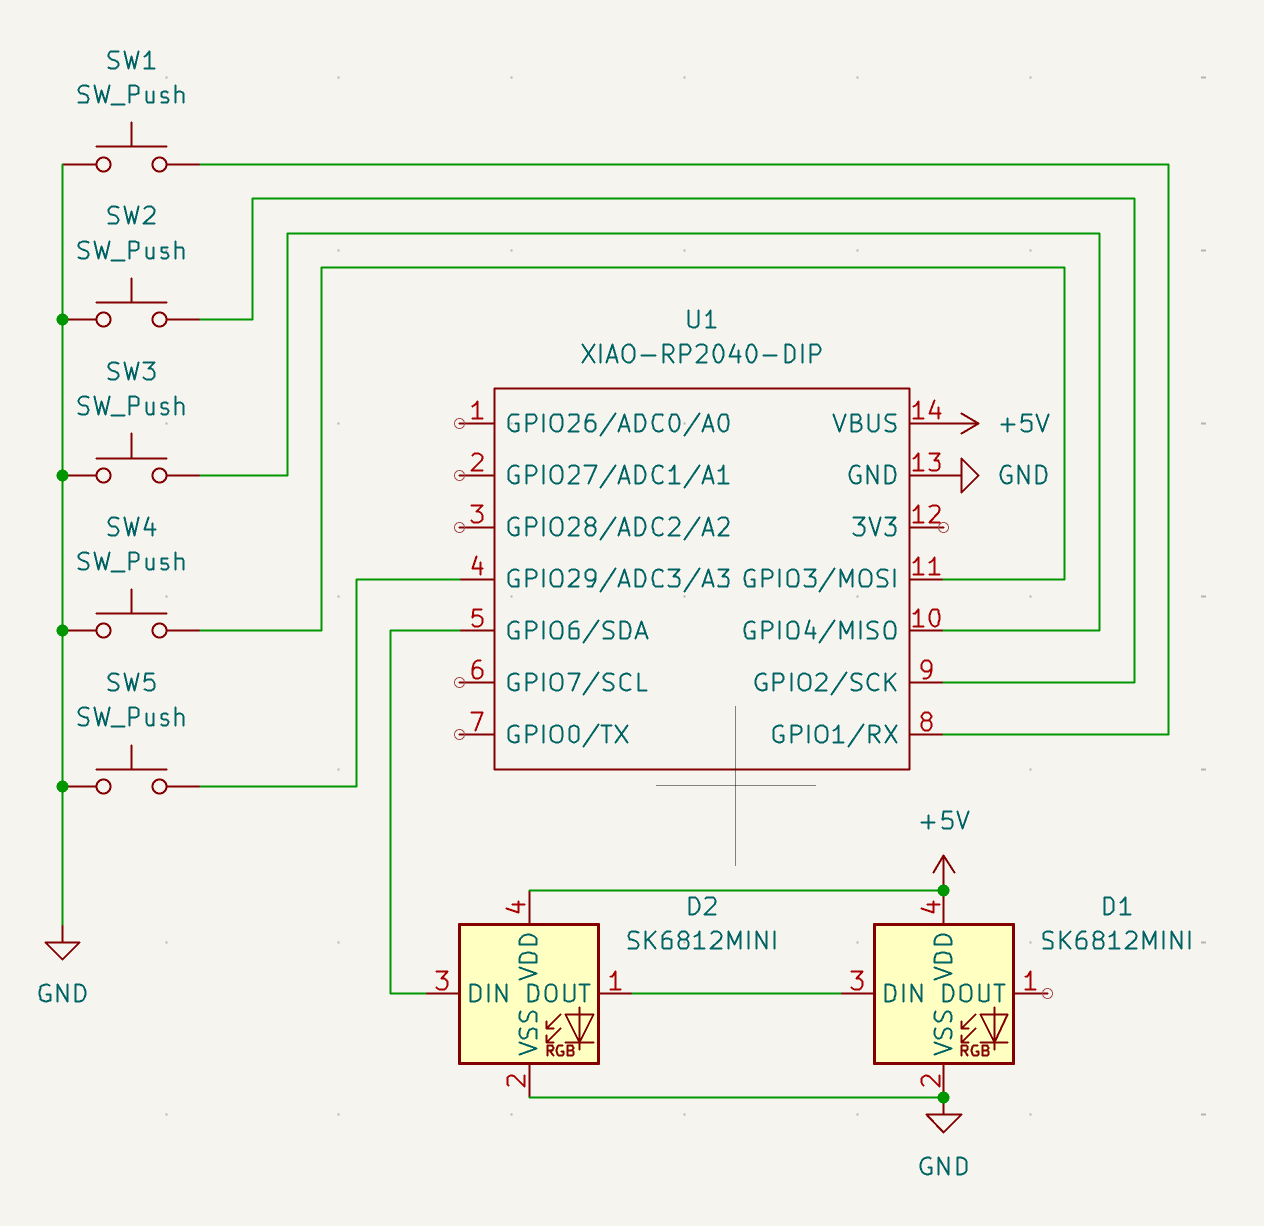 SW1
SW_Push
SW2
SW_Push
SW3
SW_Push
SW4
SW_Push
SW5
SW_Push
GND
U1
XIAO-RP2040-DIP
1 GPIO26/ADC0/A0 VBUS 14 +5V
2 GPIO27/ADC1/A1 GND 13 GND
3 GPIO28/ADC2/A2 3V3 12
4 GPIO29/ADC3/A3 GPIO3/MOSI 11
5 GPIO6/SDA GPIO4/MISO 10
6 GPIO7/SCL GPIO2/SCK 9
7 GPIO0/TX GPIO1/RX 8
+5V
D2
SK6812MINI
4
VDD
3 DIN DOUT 1
VSS
RGB
2
D1
SK6812MINI
4
VDD
3 DIN DOUT 1
VSS
RGB
2
GND